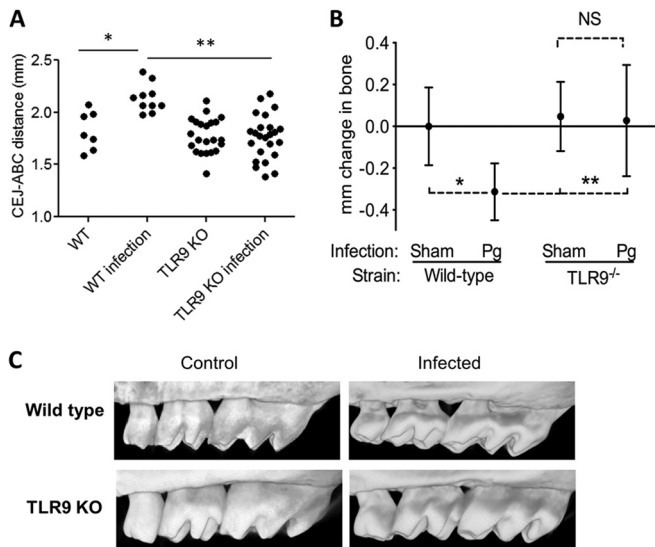 A
*
**
CEJ-ABC distance (mm)
2.5
2.0
1.5
1.0
WT
WT infection
TLR9 KO
TLR9 KO infection
B
NS
mm change in bone
0.4
0.2
0.0
-0.2
-0.4
*
**
Infection: Sham Pg Sham Pg
Strain: Wild-type TLR9-/-
C
Control Infected
Wild type
TLR9 KO